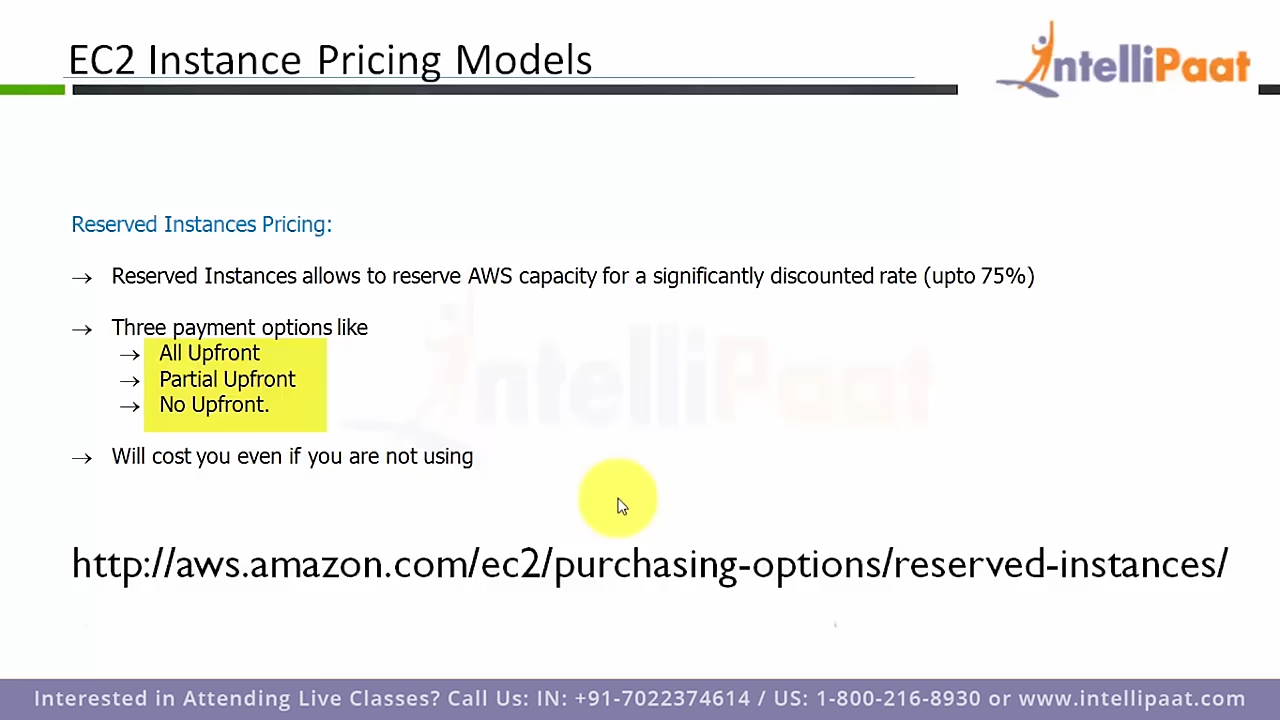 EC2 Instance Pricing Models
IntelliPaat
Reserved Instances Pricing:
→ Reserved Instances allows to reserve AWS capacity for a significantly discounted rate (upto 75%)
→ Three payment options like
→ All Upfront
→ Partial Upfront
→ No Upfront.
IntelliPaat
→ Will cost you even if you are not using
http://aws.amazon.com/ec2/purchasing-options/reserved-instances/
Interested in Attending Live Classes? Call Us: IN: +91-7022374614 / US: 1-800-216-8930 or www.intellipaat.com